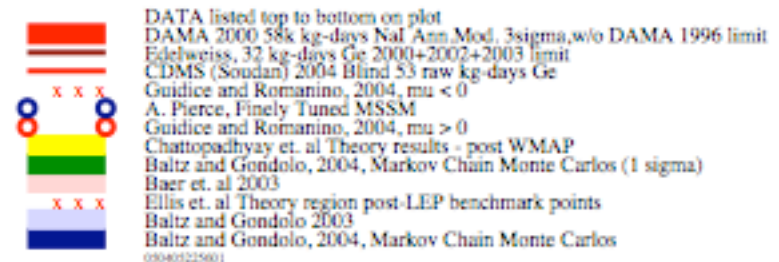 DATA listed top to bottom on plot
DAMA 2000 58k kg-days NaI Ann.Mod. 3sigma,w/o DAMA 1996 limit
Edelweiss, 32 kg-days Ge 2000+2002+2003 limit
CDMS (Soudan) 2004 Blind 53 raw kg-days Ge
x x x Guidice and Romanino, 2004, mu < 0
A. Pierce, Finely Tuned MSSM
Guidice and Romanino, 2004, mu > 0
Chattopadhyay et. al Theory results - post WMAP
Baltz and Gondolo, 2004, Markov Chain Monte Carlos (1 sigma)
Baer et. al 2003
x x x Ellis et. al Theory region post-LEP benchmark points
Baltz and Gondolo 2003
Baltz and Gondolo, 2004, Markov Chain Monte Carlos
050405225601